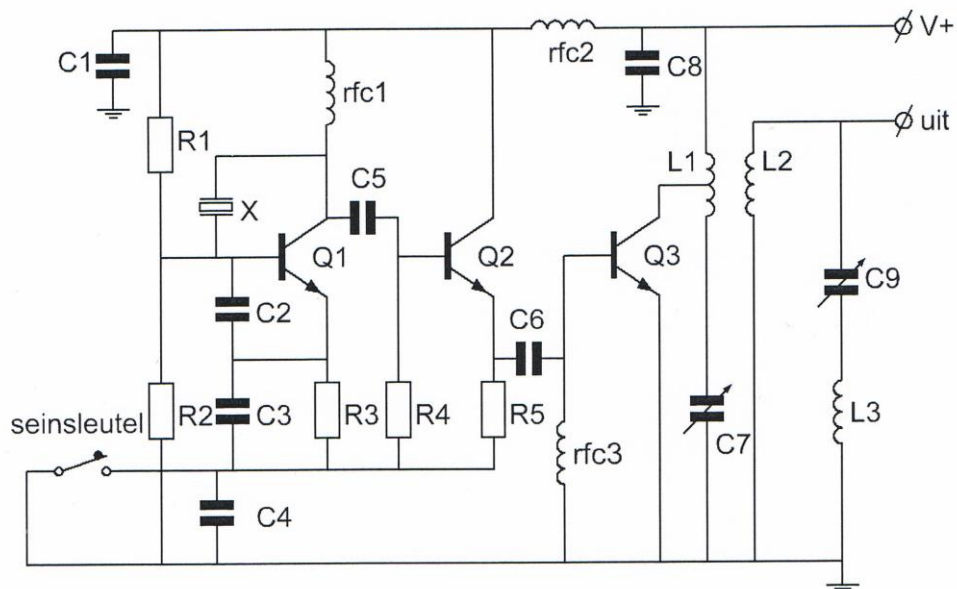 V+
C1
rfc2
C8
rfc1
uit
R1
L1
L2
C5
X
Q1
Q2
Q3
C9
C2
C6
R2
C3
R3
R4
R5
L3
seinsleutel
C7
rfc3
C4